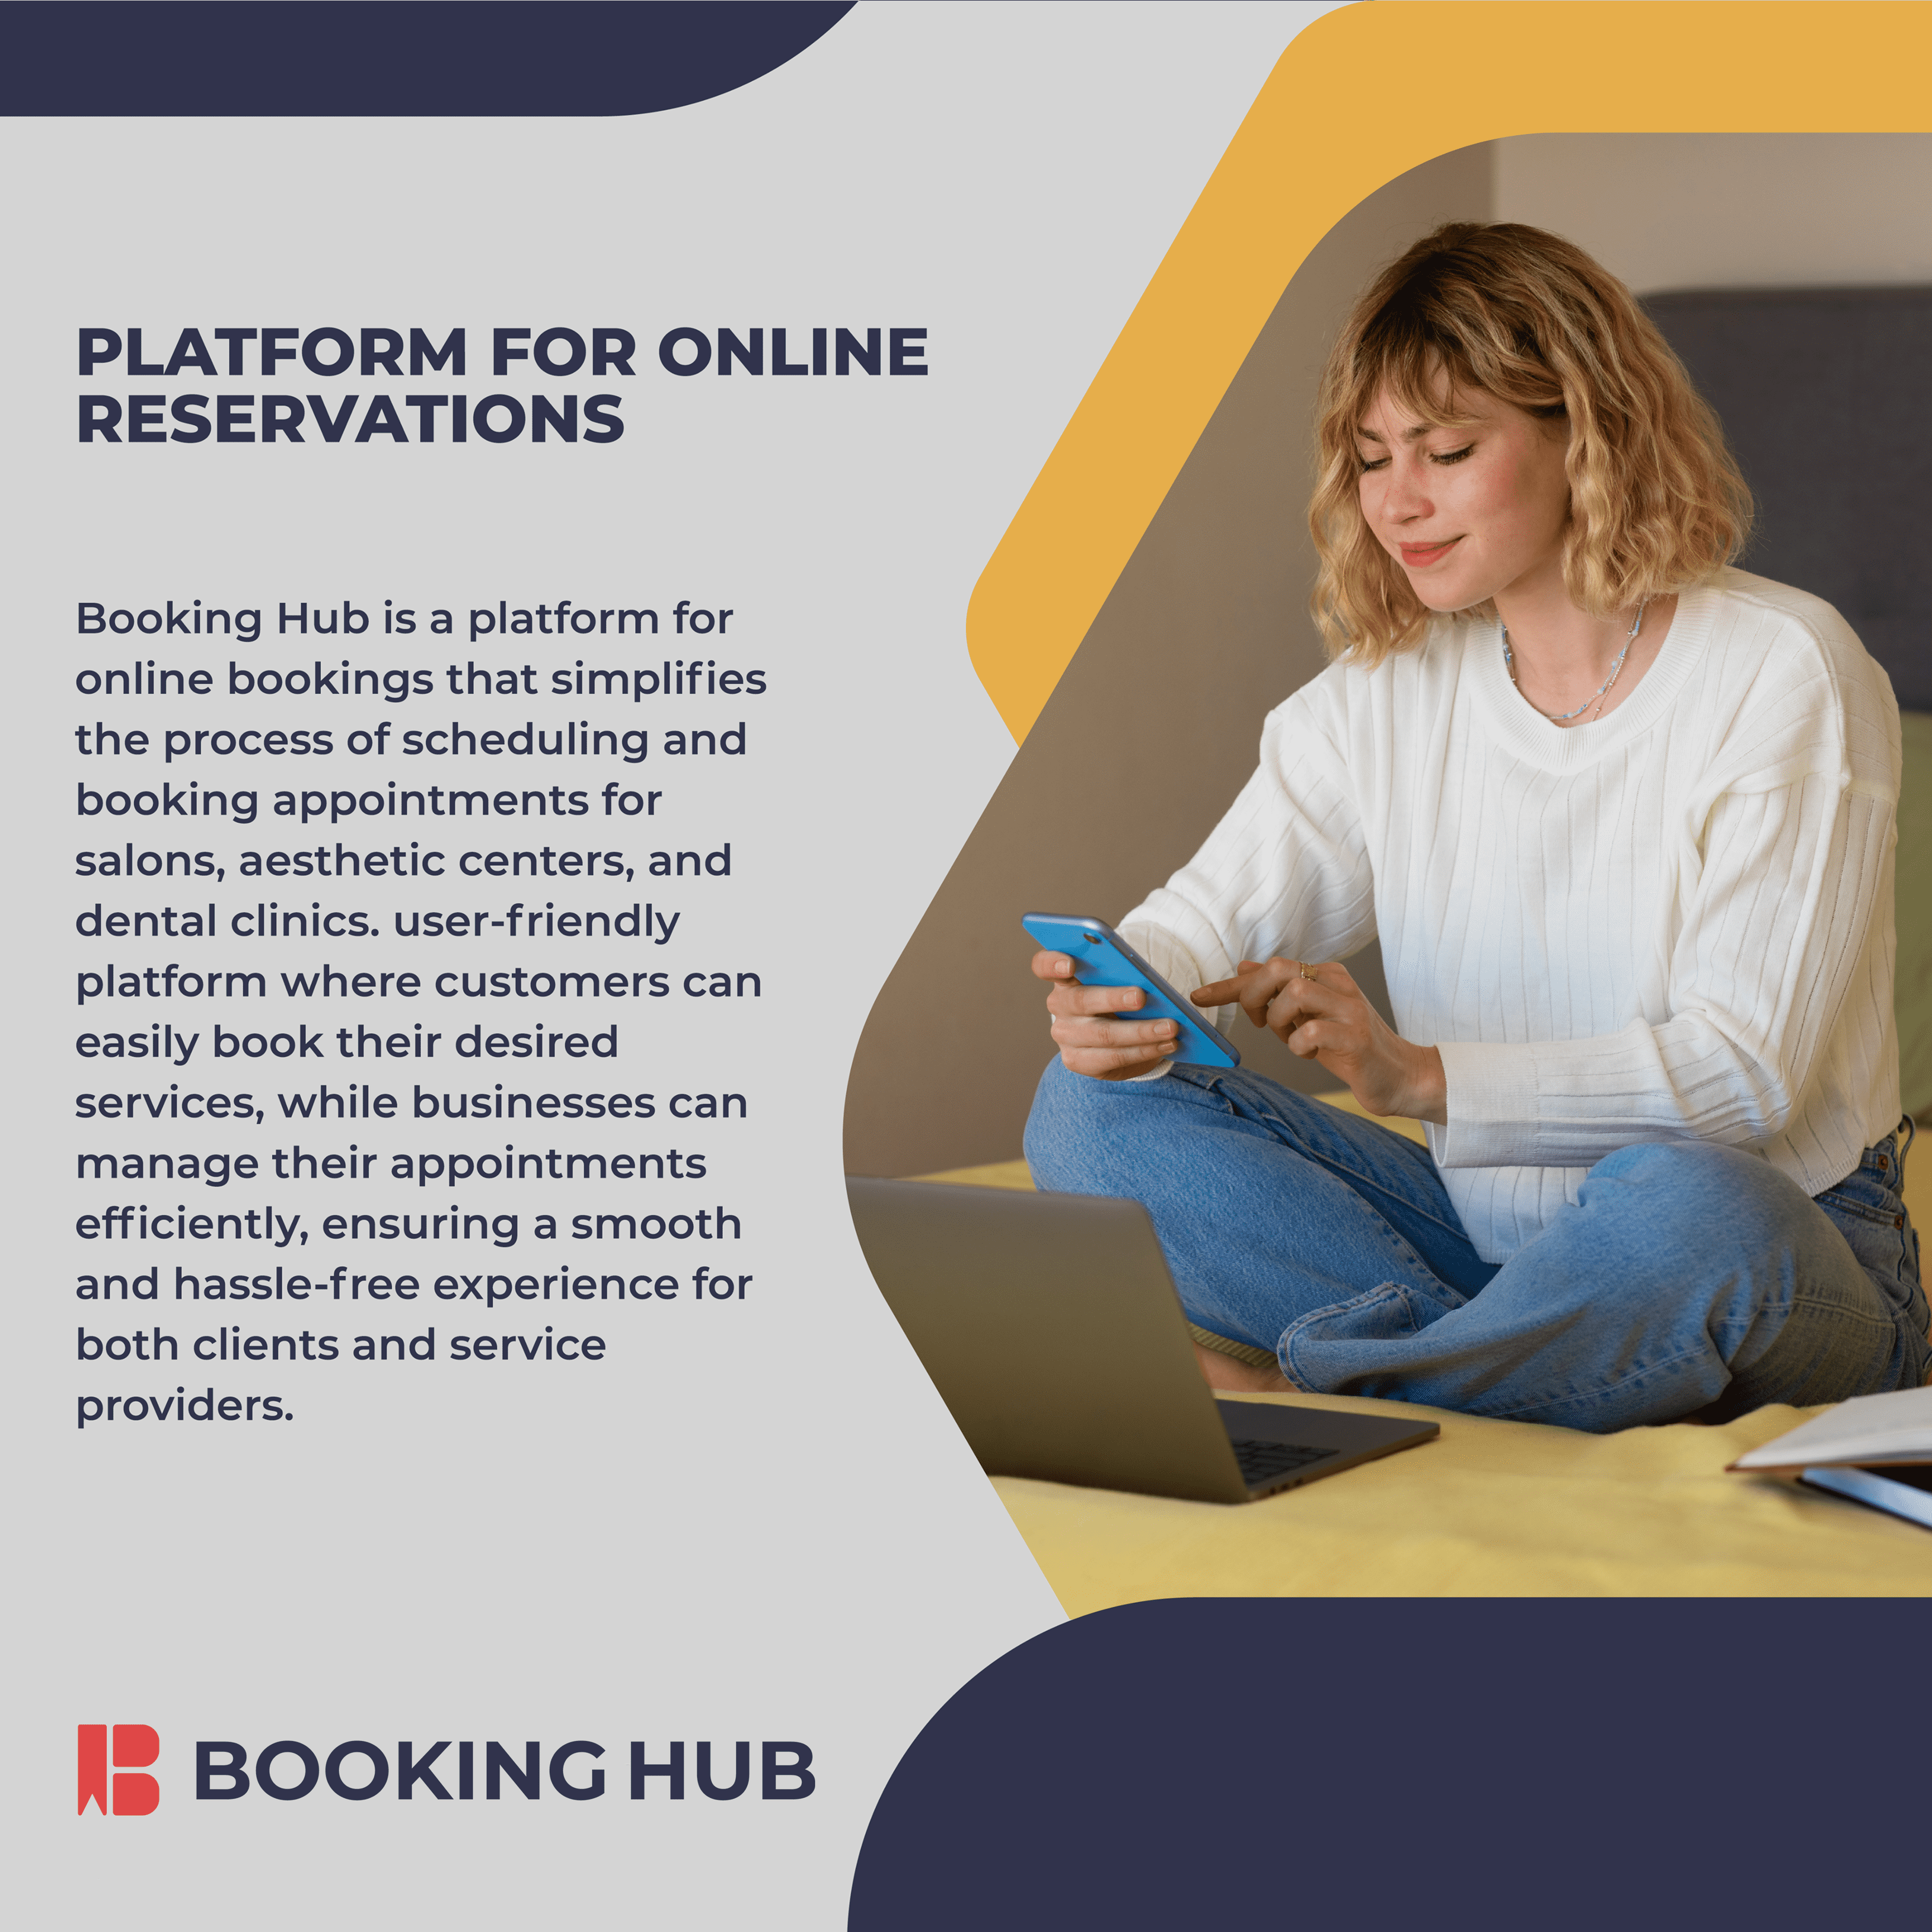 PLATFORM FOR ONLINE
RESERVATIONS
Booking Hub is a platform for
online bookings that simplifies
the process of scheduling and
booking appointments for
salons, aesthetic centers, and
dental clinics. user-friendly
platform where customers can
easily book their desired
services, while businesses can
manage their appointments
efficiently, ensuring a smooth
and hassle-free experience for
both clients and service
providers.
BOOKING HUB